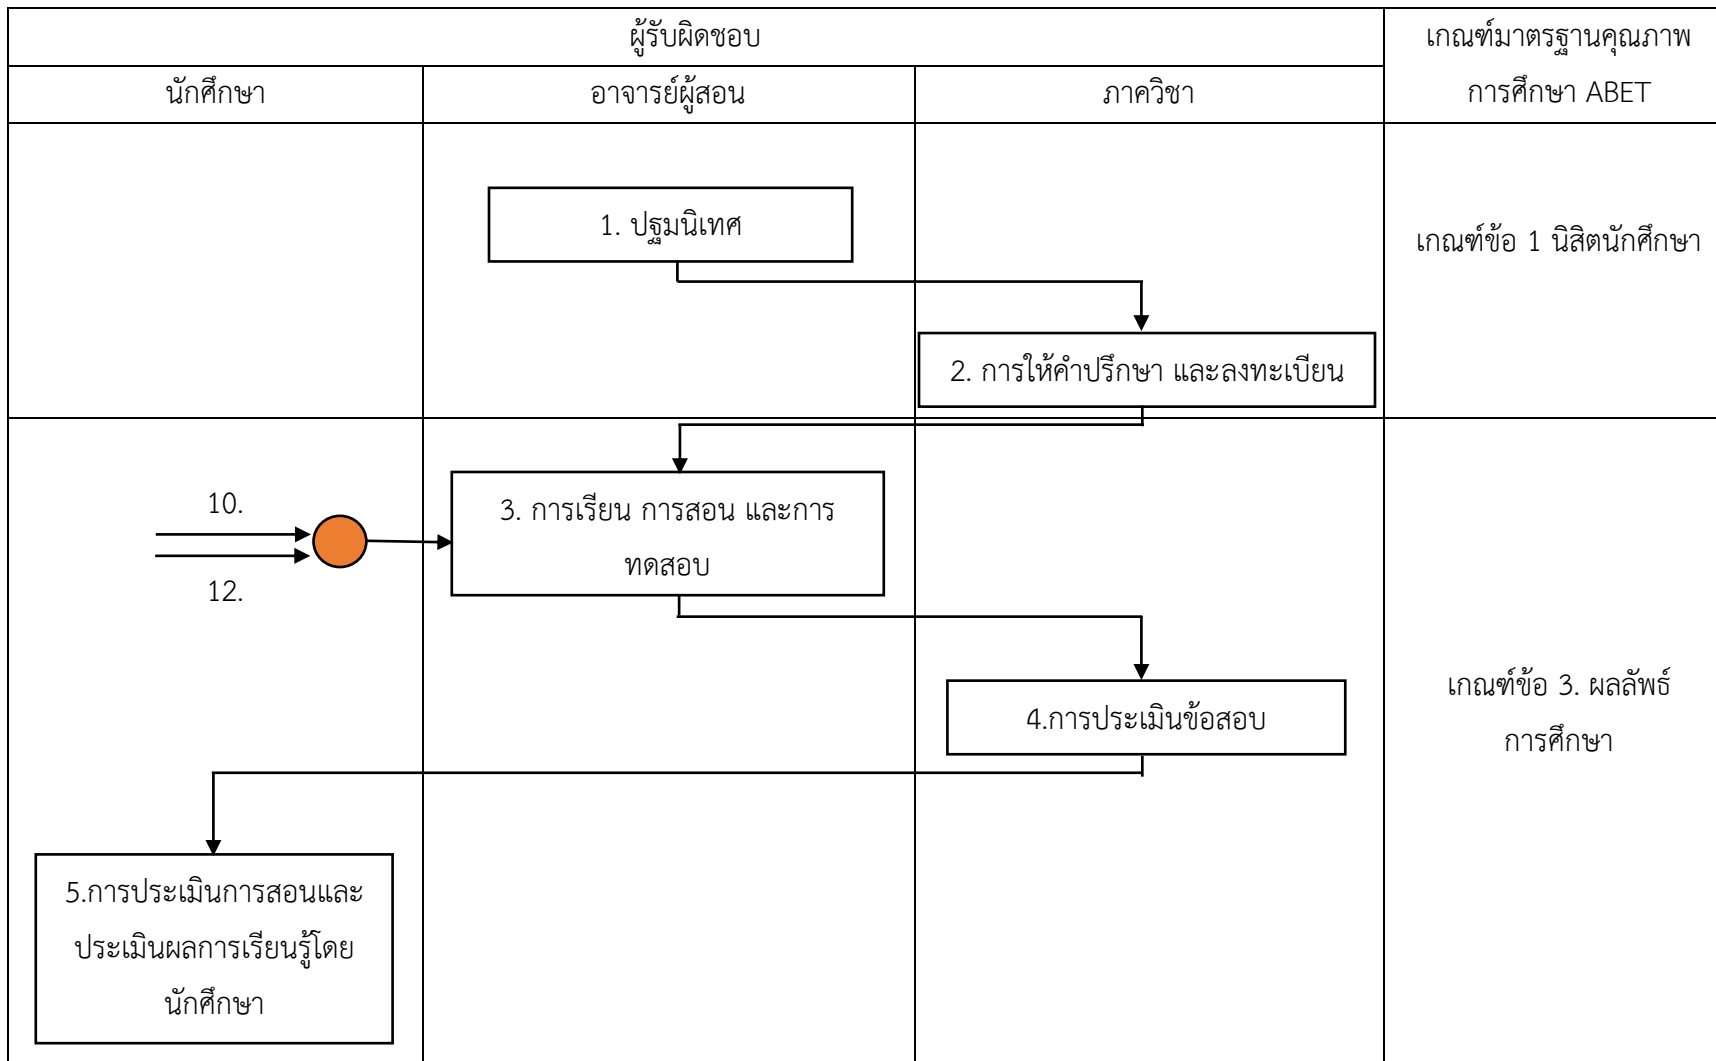 ผู้รับผิดชอบ
เกณฑ์มาตรฐานคุณภาพ
การศึกษา ABET
นักศึกษา
อาจารย์ผู้สอน
ภาควิชา
1. ปฐมนิเทศ
เกณฑ์ข้อ 1 นิสิตนักศึกษา
2. การให้คำปรึกษา และลงทะเบียน
10.
12.
3. การเรียน การสอน และการ
ทดสอบ
4.การประเมินข้อสอบ
เกณฑ์ข้อ 3. ผลลัพธ์
การศึกษา
5.การประเมินการสอนและ
ประเมินผลการเรียนรู้โดย
นักศึกษา